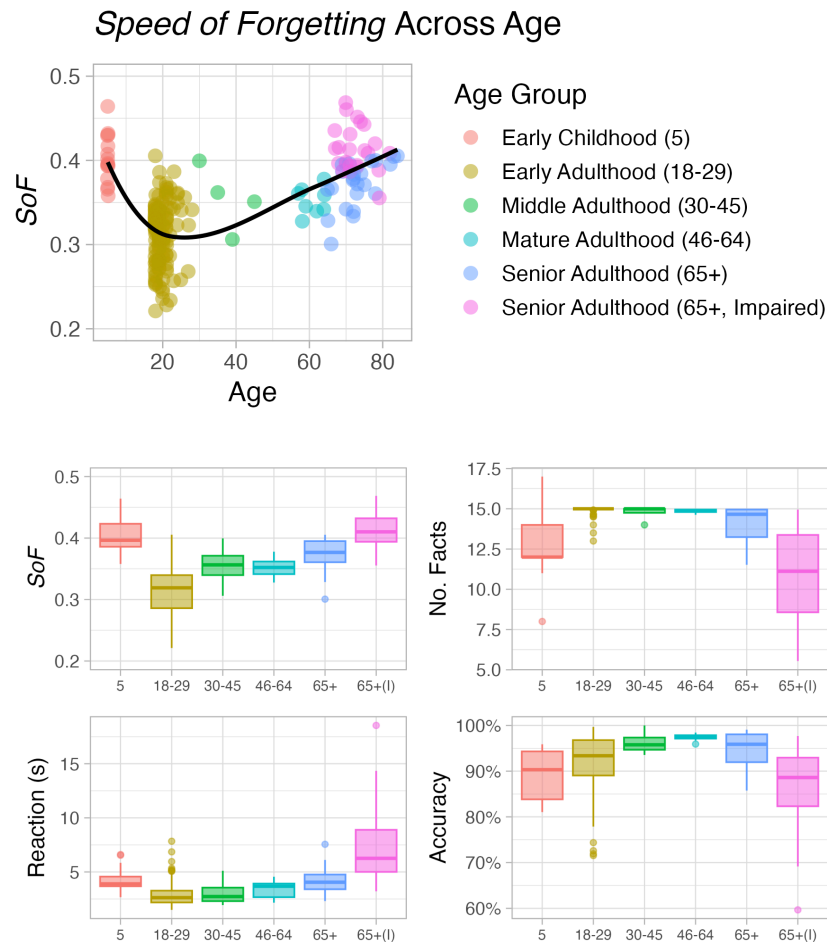 Speed of Forgetting Across Age
0.5
0.4
0.3
0.2
SoF
20
40
60
80
Age
Age Group
Early Childhood (5)
Early Adulthood (18-29)
Middle Adulthood (30-45)
Mature Adulthood (46-64)
Senior Adulthood (65+)
Senior Adulthood (65+, Impaired)
0.5
0.4
0.3
0.2
SoF
5
18-29
30-45
46-64
65+
65+(I)
17.5
15.0
12.5
10.0
7.5
5.0
No. Facts
5
18-29
30-45
46-64
65+
65+(I)
15
10
5
Reaction (s)
5
18-29
30-45
46-64
65+
65+(I)
100%
90%
80%
70%
60%
Accuracy
5
18-29
30-45
46-64
65+
65+(I)